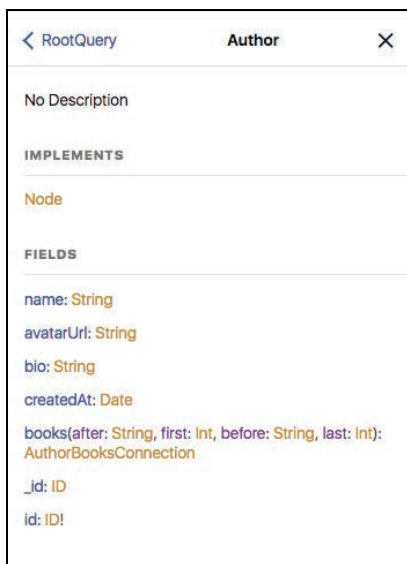 RootQuery
Author
No Description
IMPLEMENTS
Node
FIELDS
name: String
avatarUrl: String
bio: String
createdAt: Date
books(after: String, first: Int, before: String, last: Int):
AuthorBooksConnection
_id: ID
id: ID!